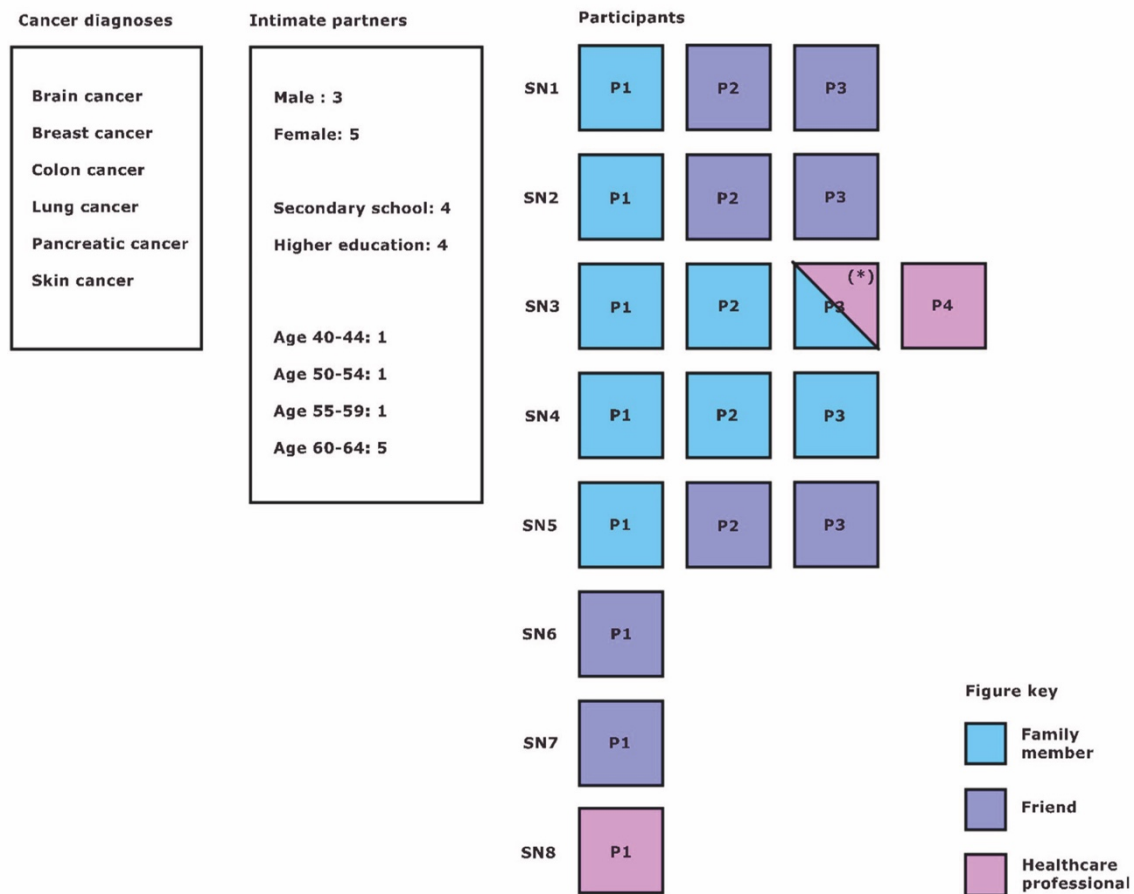 Cancer diagnoses
Brain cancer
Breast cancer
Colon cancer
Lung cancer
Pancreatic cancer
Skin cancer
Intimate partners
Male : 3
Female: 5
Secondary school: 4
Higher education: 4
Age 40-44: 1
Age 50-54: 1
Age 55-59: 1
Age 60-64: 5
Participants
SN1 P1 P2 P3
SN2 P1 P2 P3
SN3 P1 P2 (*) P3 P4
SN4 P1 P2 P3
SN5 P1 P2 P3
SN6 P1
SN7 P1
SN8 P1
Figure key
Family
member
Friend
Healthcare
professional